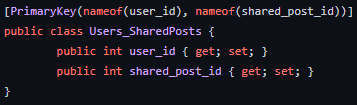 [PrimaryKey(nameof(user_id), nameof(shared_post_id))]
public class Users_SharedPosts {
public int user_id { get; set; }
public int shared_post_id { get; set; }
}